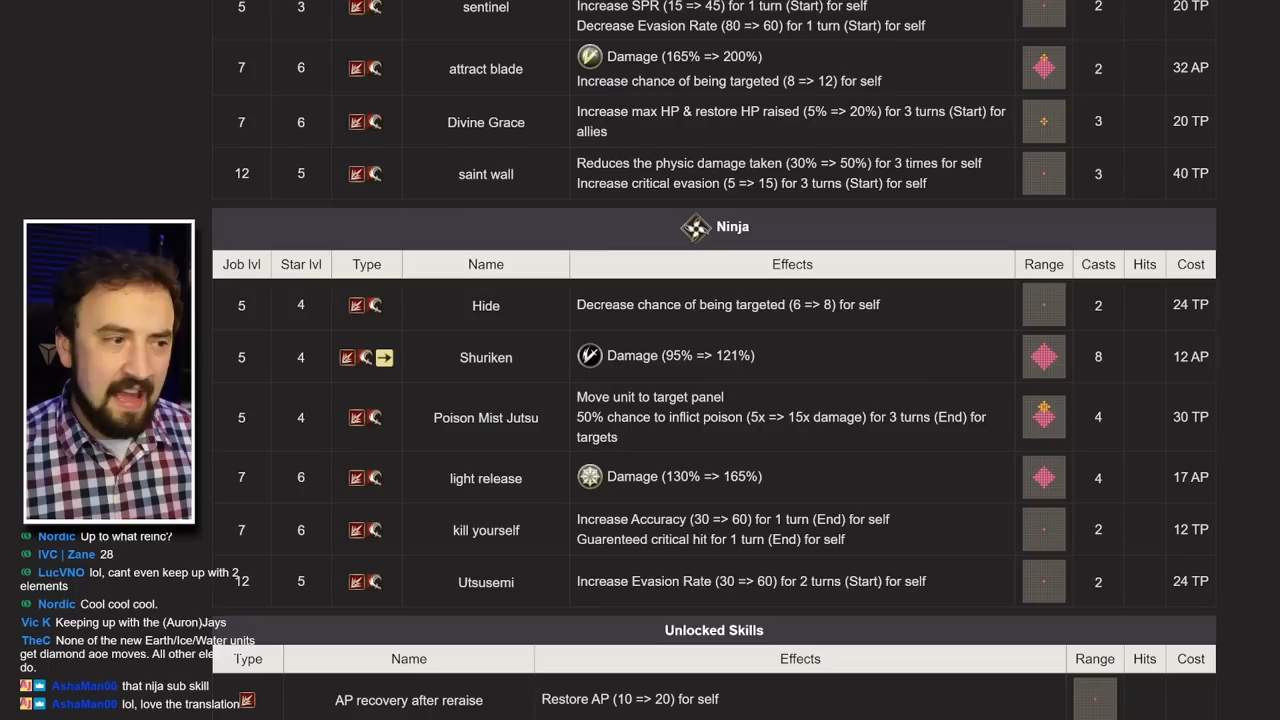 5 3 sentinel Increase SPR (15 => 45) for 1 turn (Start) for self 2 20 TP
Decrease Evasion Rate (80 => 60) for 1 turn (Start) for self
7 6 attract blade Damage (165% => 200%) 2 32 AP
Increase chance of being targeted (8 => 12) for self
7 6 Divine Grace Increase max HP & restore HP raised (5% => 20%) for 3 turns (Start) for 3 20 TP
allies
12 5 saint wall Reduces the physic damage taken (30% => 50%) for 3 times for self 3 40 TP
Increase critical evasion (5 => 15) for 3 turns (Start) for self
Ninja
Job lvl Star lvl Type Name Effects Range Casts Hits Cost
5 4 Hide Decrease chance of being targeted (6 => 8) for self 2 24 TP
5 4 Shuriken Damage (95% => 121%) 8 12 AP
5 4 Poison Mist Jutsu Move unit to target panel 4 30 TP
50% chance to inflict poison (5x => 15x damage) for 3 turns (End) for
targets
7 6 light release Damage (130% => 165%) 4 17 AP
7 6 kill yourself Increase Accuracy (30 => 60) for 1 turn (End) for self 2 12 TP
Guarenteed critical hit for 1 turn (End) for self
12 5 Utsusemi Increase Evasion Rate (30 => 60) for 2 turns (Start) for self 2 24 TP
Unlocked Skills
Type Name Effects Range Hits Cost
AP recovery after reraise Restore AP (10 => 20) for self
Nordic Up to what reinc?
IVC | Zane 28
LucVNO lol, cant even keep up with 2
elements
Nordic Cool cool cool.
Vic K Keeping up with the (Auron)Jays
TheC None of the new Earth/Ice/Water units
get diamond aoe moves. All other ele
do.
AshaMan00 that nija sub skill
AshaMan00 lol, love the translation